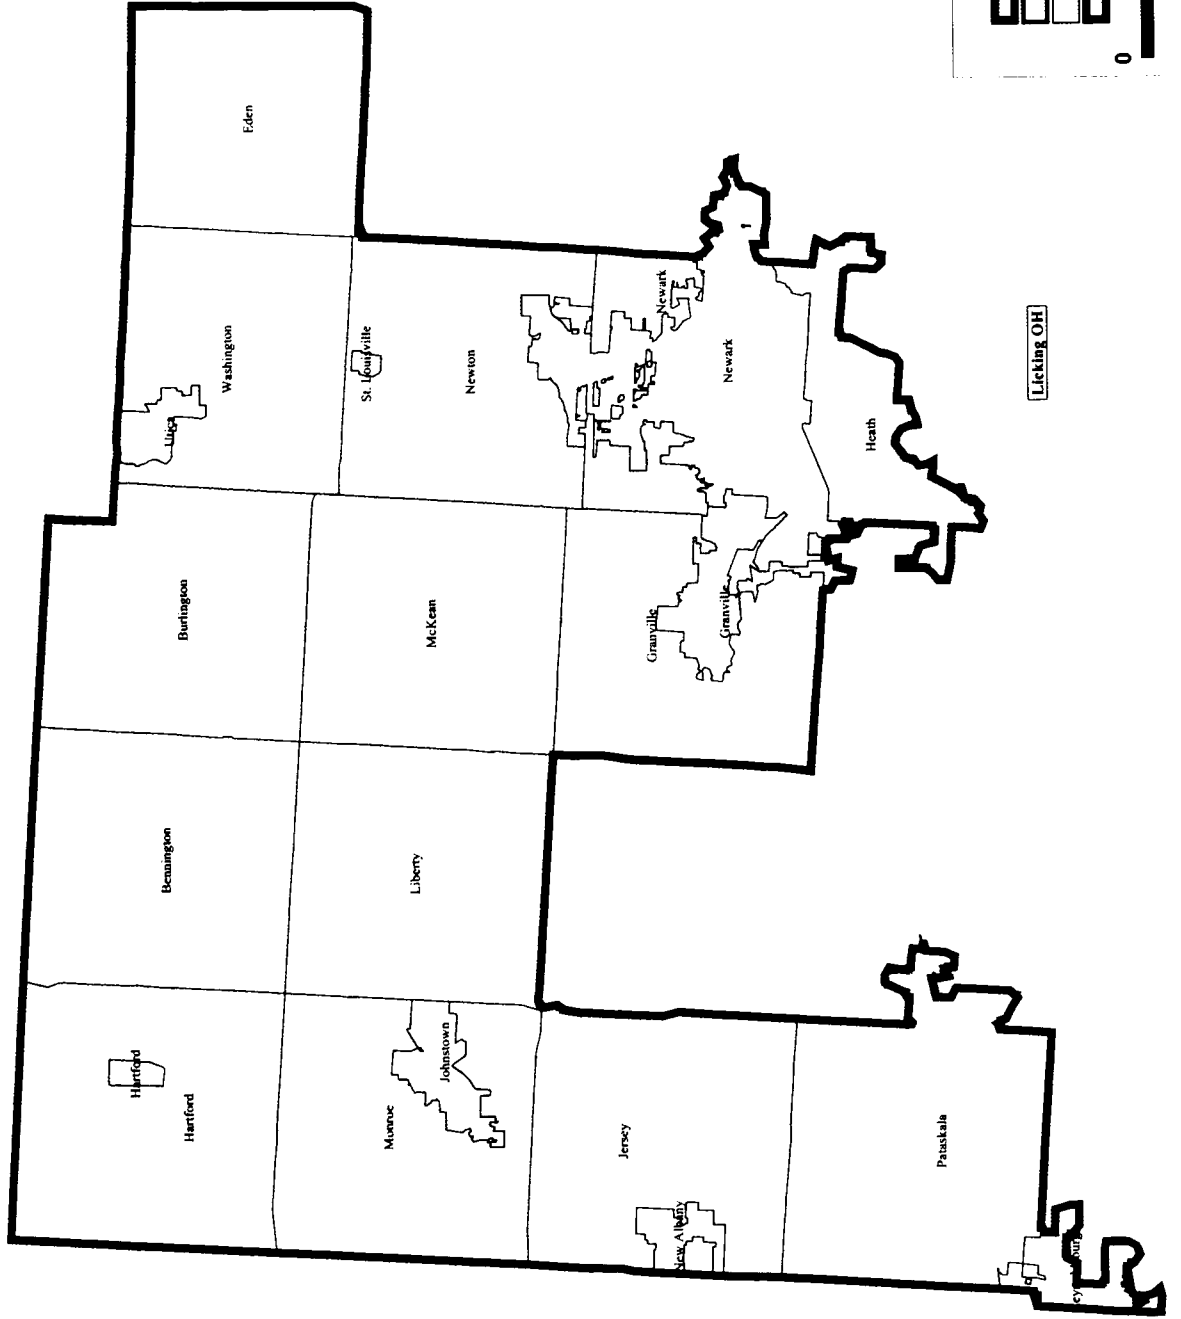 Eden
Washington
Utica
St. Louisville
Newton
Newark
Newark
Heath
Burlington
McKean
Granville
Granville
Bennington
Liberty
Hartford
Hartford
Monroe
Johnstown
Jersey
New Albany
Pataskala
Licking OH
0